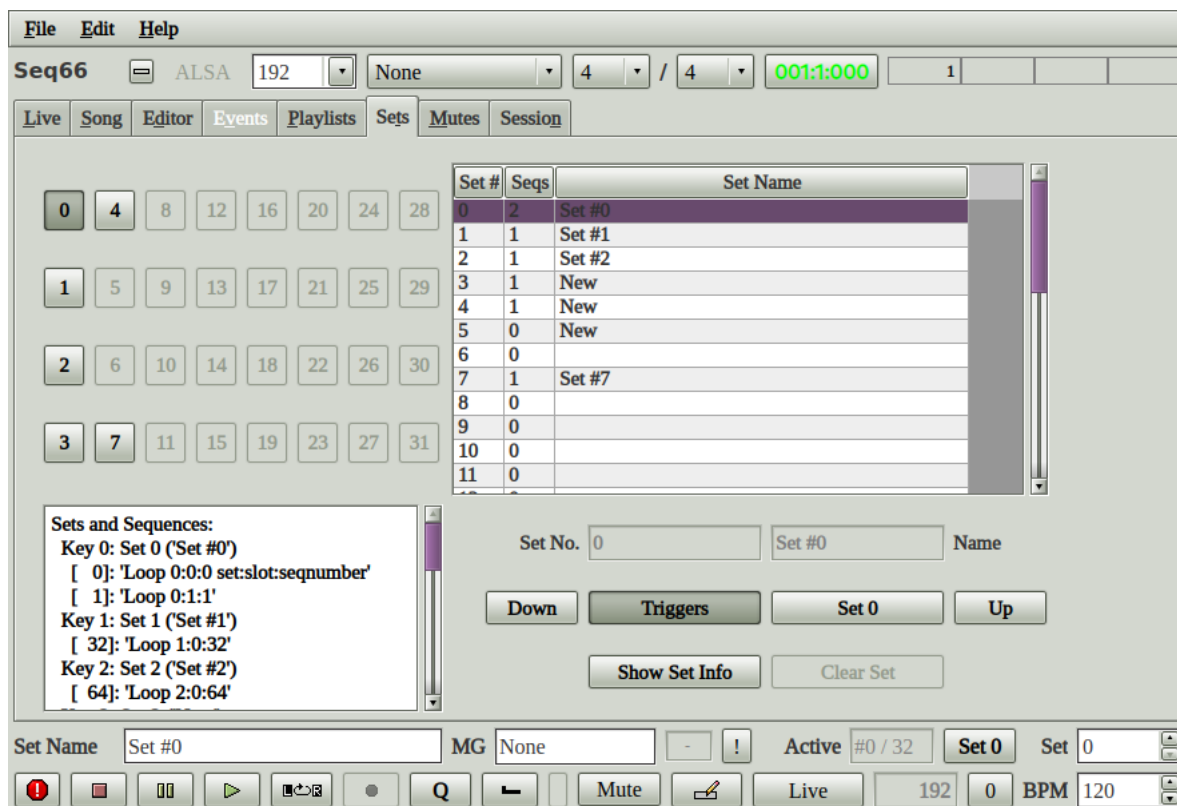 File Edit Help
Seq66 ALSA 192 None 4 / 4 001:1:000 1
Live Song Editor Events Playlists Sets Mutes Session
0 4 8 12 16 20 24 28
1 5 9 13 17 21 25 29
2 6 10 14 18 22 26 30
3 7 11 15 19 23 27 31
Set # Seqs Set Name
0 2 Set #0
1 1 Set #1
2 1 Set #2
3 1 New
4 1 New
5 0 New
6 0
7 1 Set #7
8 0
9 0
10 0
11 0
Sets and Sequences:
Key 0: Set 0 ('Set #0')
[ 0]: 'Loop 0:0:0 set:slot:seqnumber'
[ 1]: 'Loop 0:1:1'
Key 1: Set 1 ('Set #1')
[ 32]: 'Loop 1:0:32'
Key 2: Set 2 ('Set #2')
[ 64]: 'Loop 2:0:64'
Set No. 0 Set #0 Name
Down Triggers Set 0 Up
Show Set Info Clear Set
Set Name Set #0 MG None - ! Active #0 / 32 Set 0 Set 0
Q Mute Live 192 0 BPM 120